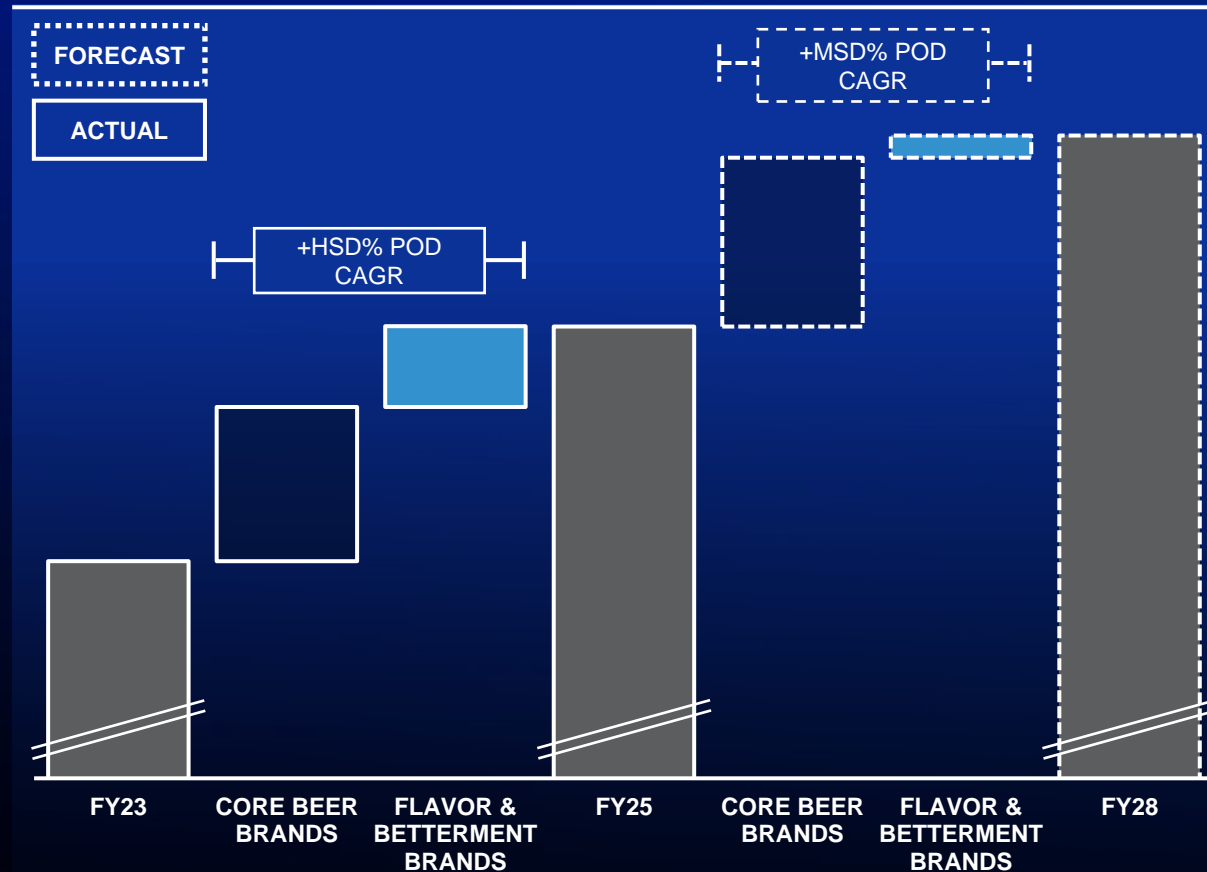 FORECAST
ACTUAL
+MSD% POD
CAGR
+HSD% POD
CAGR
FY23
CORE BEER
BRANDS
FLAVOR &
BETTERMENT
BRANDS
FY25
CORE BEER
BRANDS
FLAVOR &
BETTERMENT
BRANDS
FY28